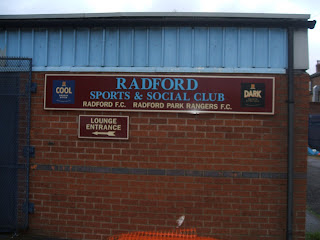 RADFORD
SPORTS & SOCIAL CLUB
RADFORD F.C. RADFORD PARK RANGERS F.C.
COOL
DARK
LOUNGE
ENTRANCE